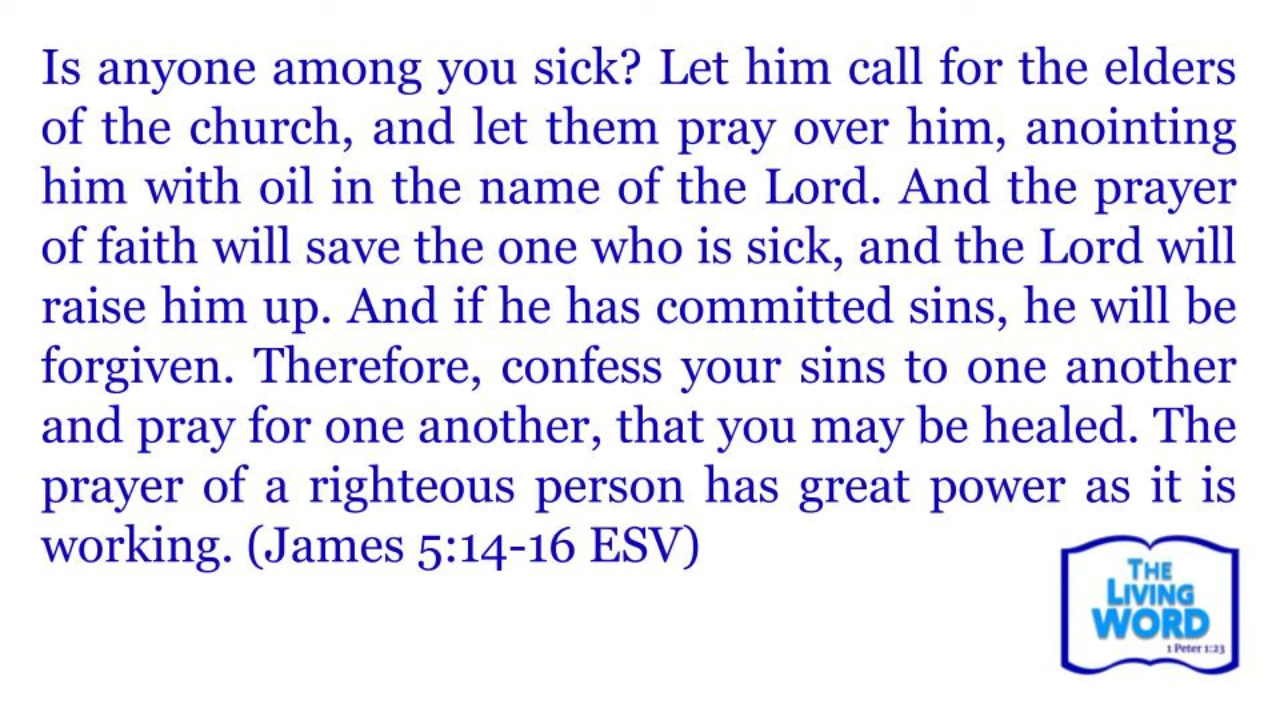 Is anyone among you sick? Let him call for the elders
of the church, and let them pray over him, anointing
him with oil in the name of the Lord. And the prayer
of faith will save the one who is sick, and the Lord will
raise him up. And if he has committed sins, he will be
forgiven. Therefore, confess your sins to one another
and pray for one another, that you may be healed. The
prayer of a righteous person has great power as it is
working. (James 5:14-16 ESV)
THE
LIVING
WORD
1 Peter 1:23